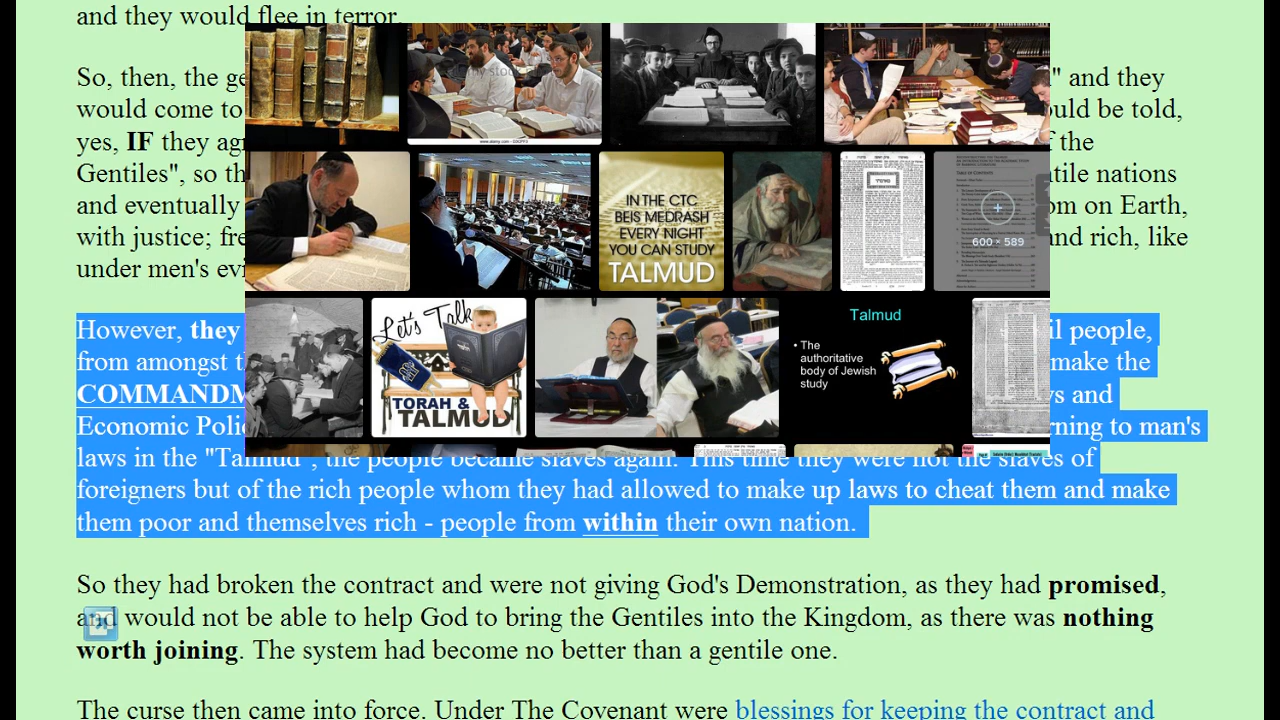 and they would flee in terror.
So, then, the ge
" and they
would come to
ould be told,
yes, IF they ag
f the
Gentiles", so th
tile nations
and eventually
om on Earth,
with justice; fre
nd rich, like
under men's evi
IN THE CTC
BEIS MEDRASH
EVERY NIGHT
YOU CAN STUDY
TALMUD
600 × 589
However, they
il people,
from amongst t
make the
COMMANDM
s and
Economic Polic
rning to man's
Let's Talk
TORAH &
TALMUD
Talmud
• The
authoritative
body of Jewish
study
laws in the "Talmud", the people became slaves again. This time they were not the slaves of
foreigners but of the rich people whom they had allowed to make up laws to cheat them and make
them poor and themselves rich - people from within their own nation.
So they had broken the contract and were not giving God's Demonstration, as they had promised,
and would not be able to help God to bring the Gentiles into the Kingdom, as there was nothing
worth joining. The system had become no better than a gentile one.
The curse then came into force. Under The Covenant were blessings for keeping the contract and